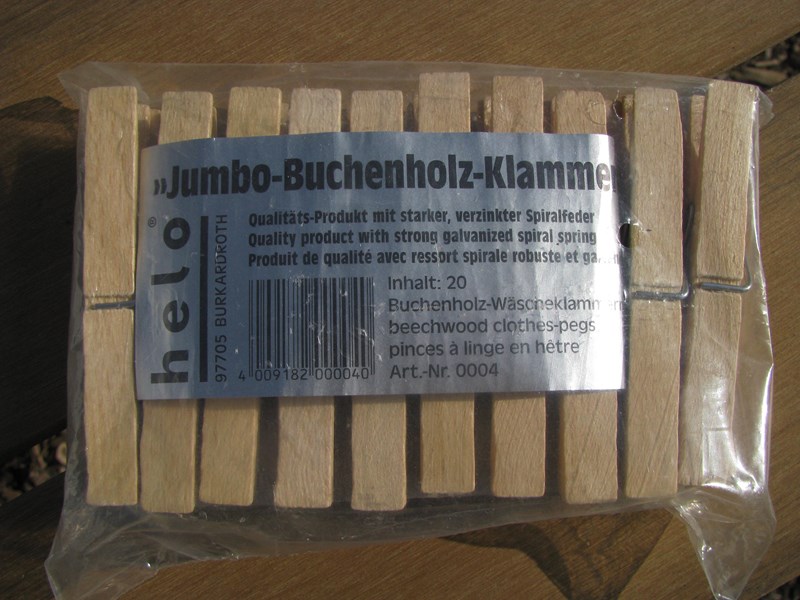 »Jumbo-Buchenholz-Klamme
Qualitäts-Produkt mit starker, verzinkter Spiralfeder
Quality product with strong galvanized spiral spring
Produit de qualité avec ressort spirale robuste et
Inhalt: 20
Buchenholz-Wäscheklammern
beechwood clothes-pegs
pinces à linge en hêtre
Art.-Nr. 0004
4 009182 000040
helo®
97705 BURKARDROTH